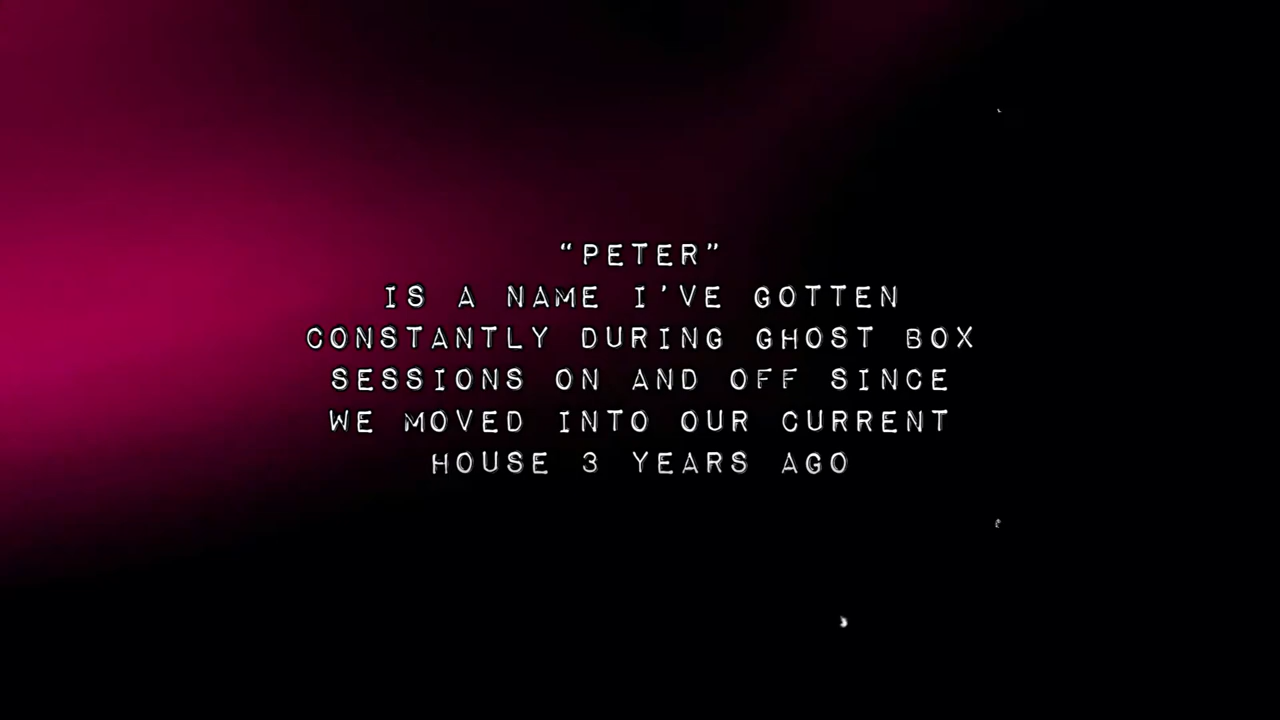 “PETER”
IS A NAME I’VE GOTTEN
CONSTANTLY DURING GHOST BOX
SESSIONS ON AND OFF SINCE
WE MOVED INTO OUR CURRENT
HOUSE 3 YEARS AGO